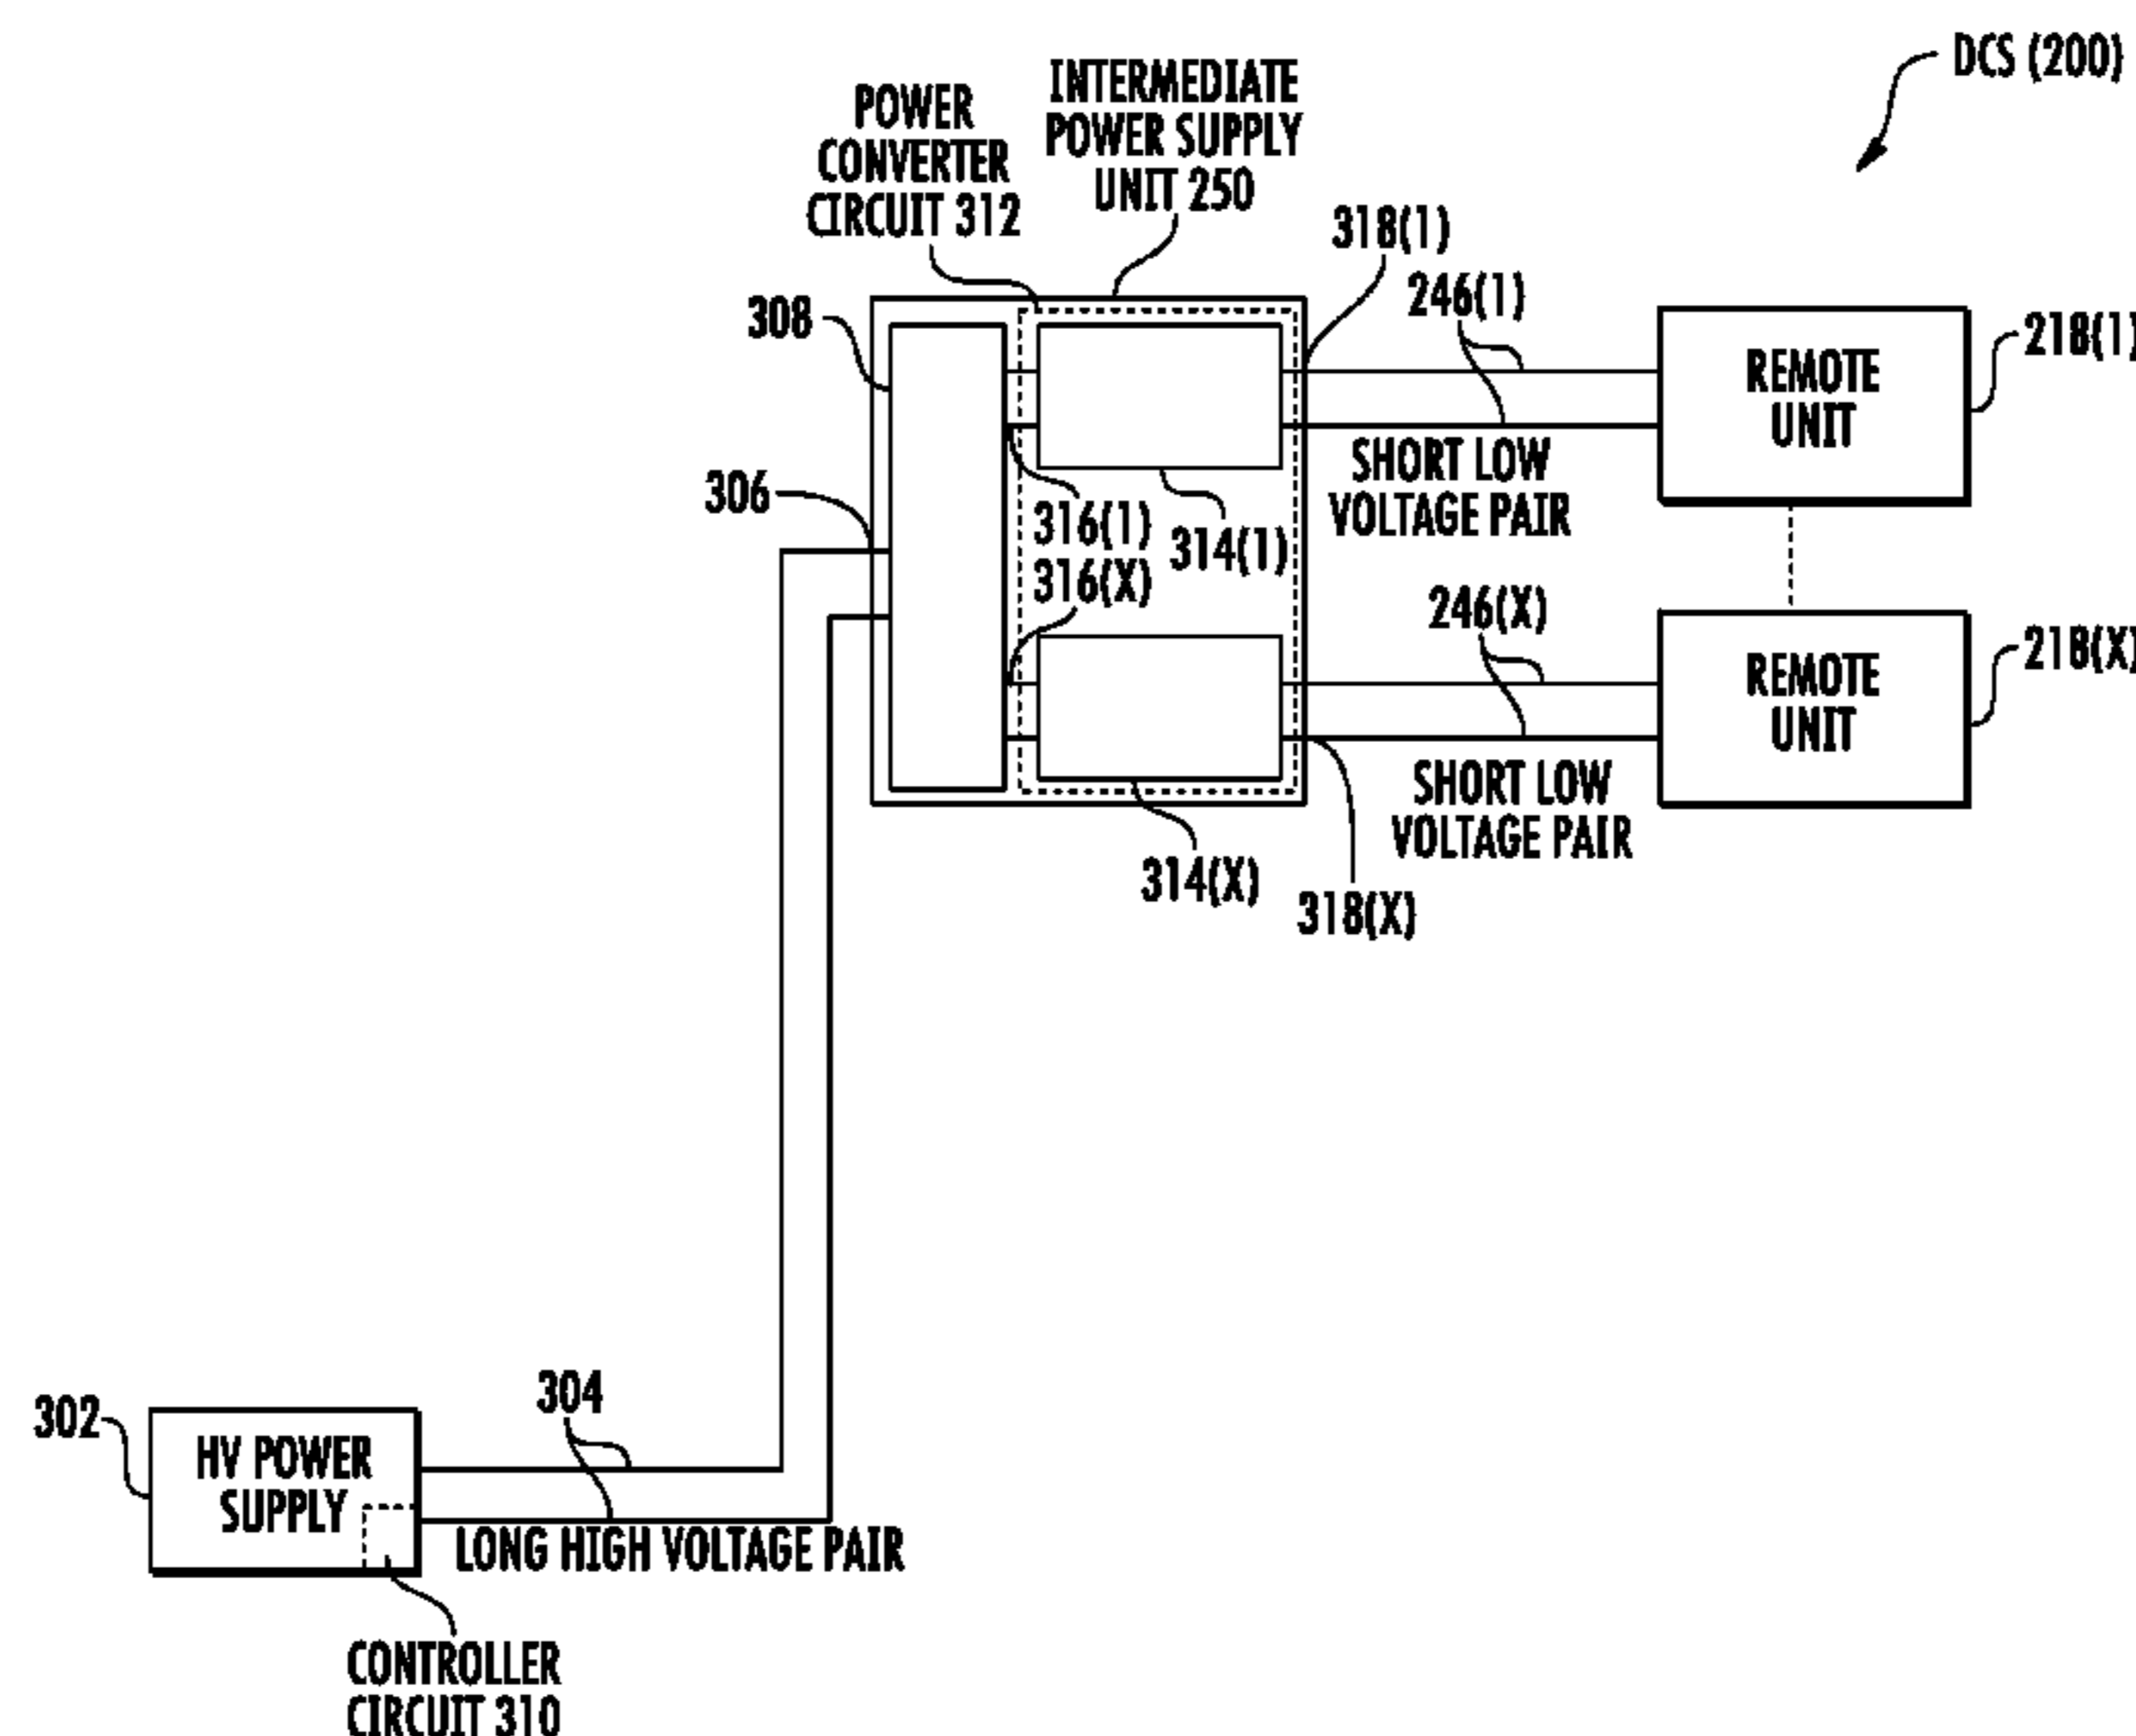 DCS (200)
POWER
CONVERTER
CIRCUIT 312
INTERMEDIATE
POWER SUPPLY
UNIT 250
318(1)
246(1)
308
REMOTE
UNIT
218(1)
306
SHORT LOW
VOLTAGE PAIR
316(1)
314(1)
316(X)
246(X)
REMOTE
UNIT
218(X)
SHORT LOW
VOLTAGE PAIR
314(X)
318(X)
302
HV POWER
SUPPLY
304
LONG HIGH VOLTAGE PAIR
CONTROLLER
CIRCUIT 310